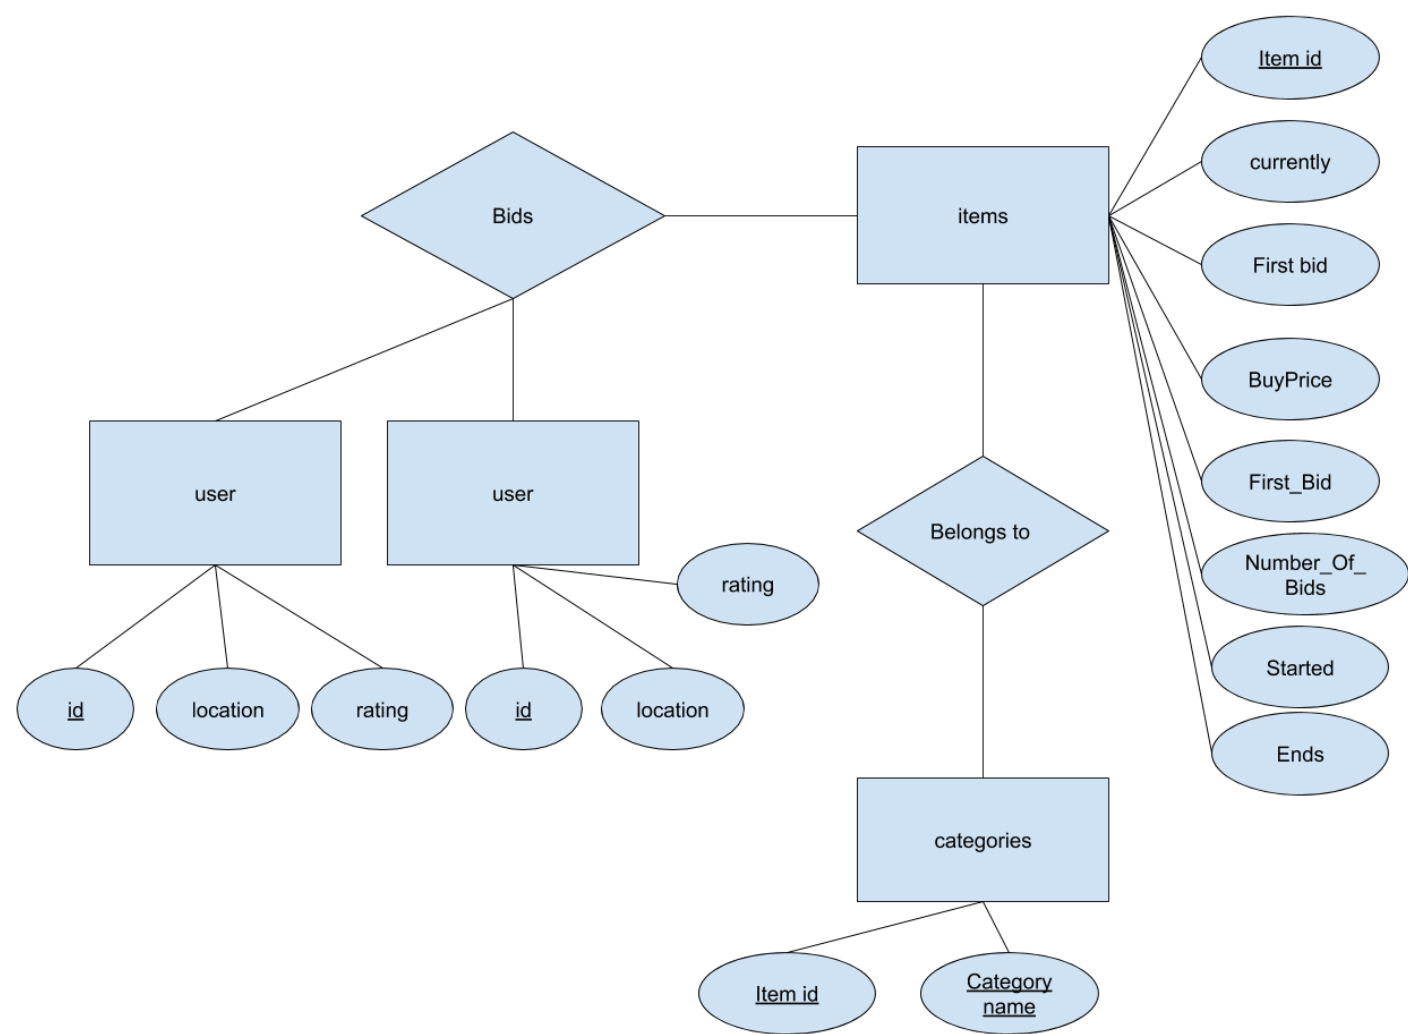 Item id
currently
Bids
items
First bid
BuyPrice
First_Bid
user
user
Belongs to
Number_Of_
Bids
rating
Started
id
location
rating
id
location
Ends
categories
Item id
Category
name